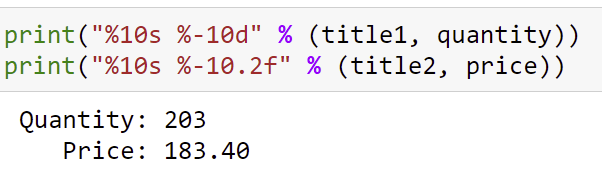 print("%10s %-10d" % (title1, quantity))
print("%10s %-10.2f" % (title2, price))
 Quantity: 203
    Price: 183.40